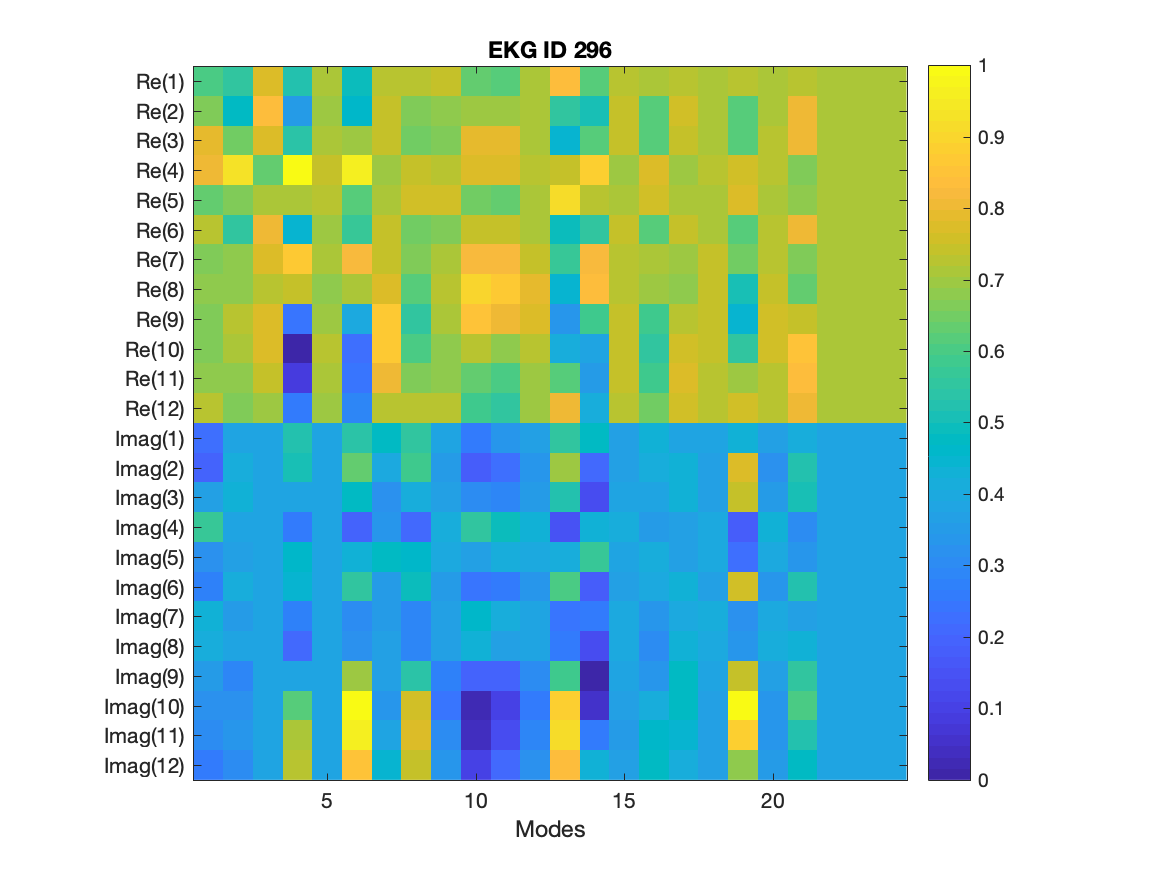 EKG ID 296
Re(1)
Re(2)
Re(3)
Re(4)
Re(5)
Re(6)
Re(7)
Re(8)
Re(9)
Re(10)
Re(11)
Re(12)
Imag(1)
Imag(2)
Imag(3)
Imag(4)
Imag(5)
Imag(6)
Imag(7)
Imag(8)
Imag(9)
Imag(10)
Imag(11)
Imag(12)
5 10 15 20
Modes
1
0.9
0.8
0.7
0.6
0.5
0.4
0.3
0.2
0.1
0